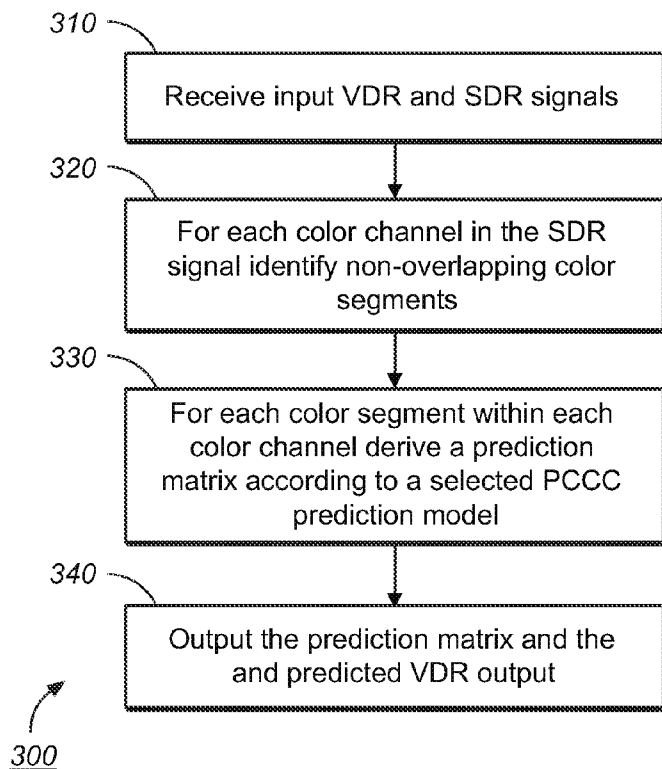 310
Receive input VDR and SDR signals
320
For each color channel in the SDR
signal identify non-overlapping color
segments
330
For each color segment within each
color channel derive a prediction
matrix according to a selected PCCC
prediction model
340
Output the prediction matrix and the
and predicted VDR output
300